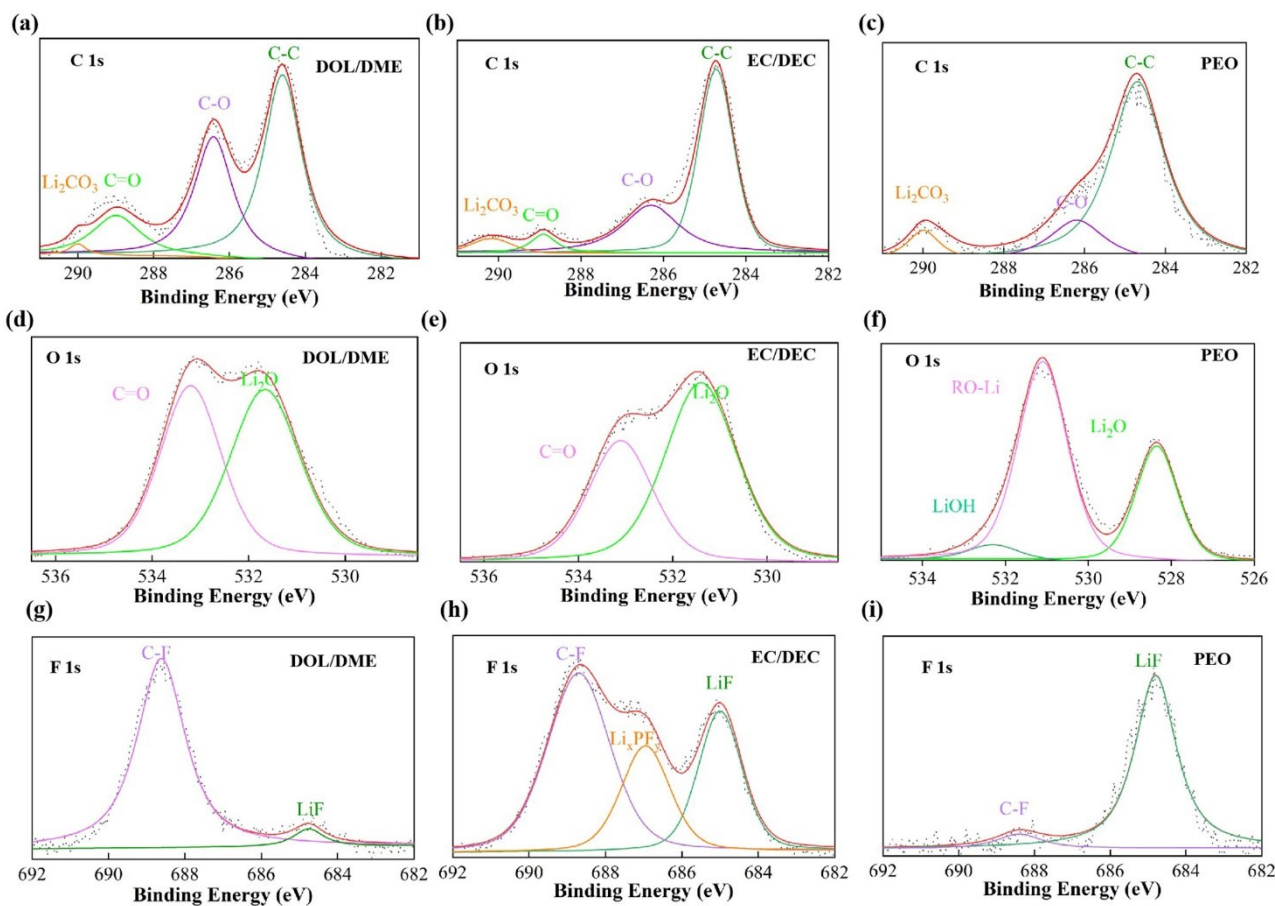 (a)
C 1s
DOL/DME
C-C
C-O
C=O
Li₂CO₃
290 288 286 284 282
Binding Energy (eV)
(b)
C 1s
EC/DEC
C-C
C-O
C=O
Li₂CO₃
290 288 286 284 282
Binding Energy (eV)
(c)
C 1s
PEO
C-C
C-O
Li₂CO₃
290 288 286 284 282
Binding Energy (eV)
(d)
O 1s
DOL/DME
C=O
Li₂O
536 534 532 530
Binding Energy (eV)
(e)
O 1s
EC/DEC
C=O
Li₂O
536 534 532 530
Binding Energy (eV)
(f)
O 1s
PEO
RO-Li
Li₂O
LiOH
534 532 530 528 526
Binding Energy (eV)
(g)
F 1s
DOL/DME
C-F
LiF
692 690 688 686 684 682
Binding Energy (eV)
(h)
F 1s
EC/DEC
C-F
LiₓPFᵧ
LiF
692 690 688 686 684 682
Binding Energy (eV)
(i)
F 1s
PEO
LiF
C-F
692 690 688 686 684 682
Binding Energy (eV)